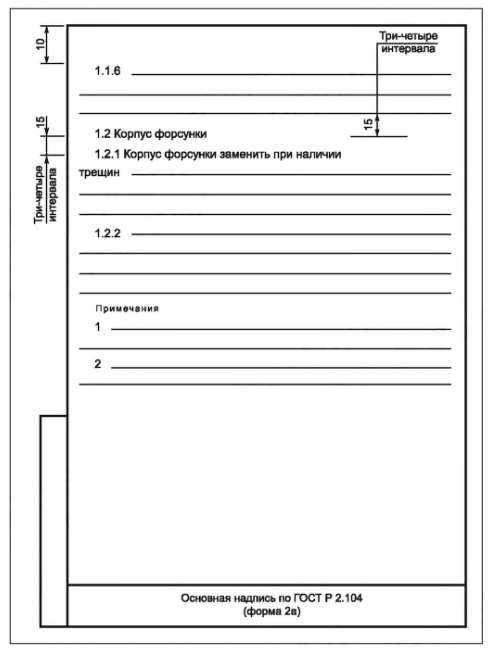 10
Три-четыре
интервала
1.1.6
15
15
1.2 Корпус форсунки
1.2.1 Корпус форсунки заменить при наличии
трещин
Три-четыре
интервала
1.2.2
Примечания
1
2
Основная надпись по ГОСТ Р 2.104
(форма 2а)